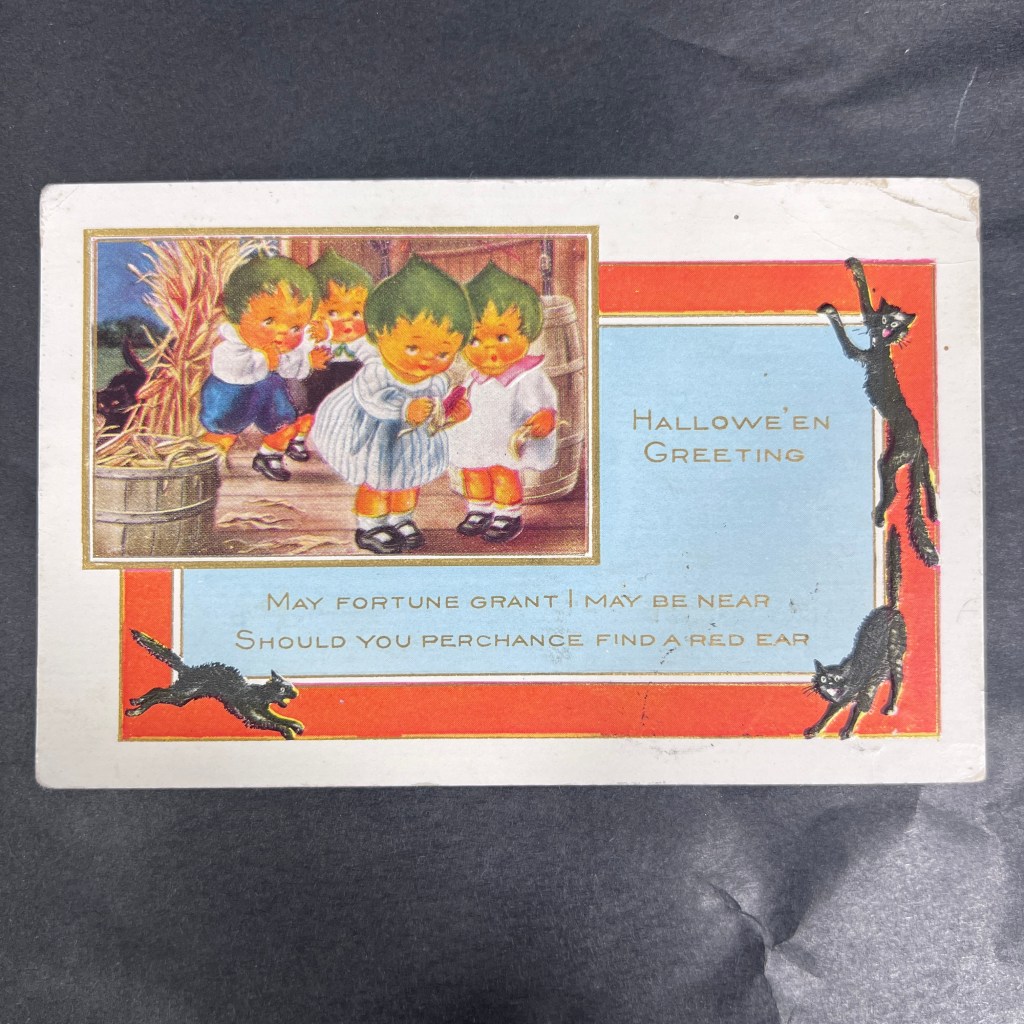 Hallowe'en
Greeting
May fortune grant I may be near
Should you perchance find a red ear